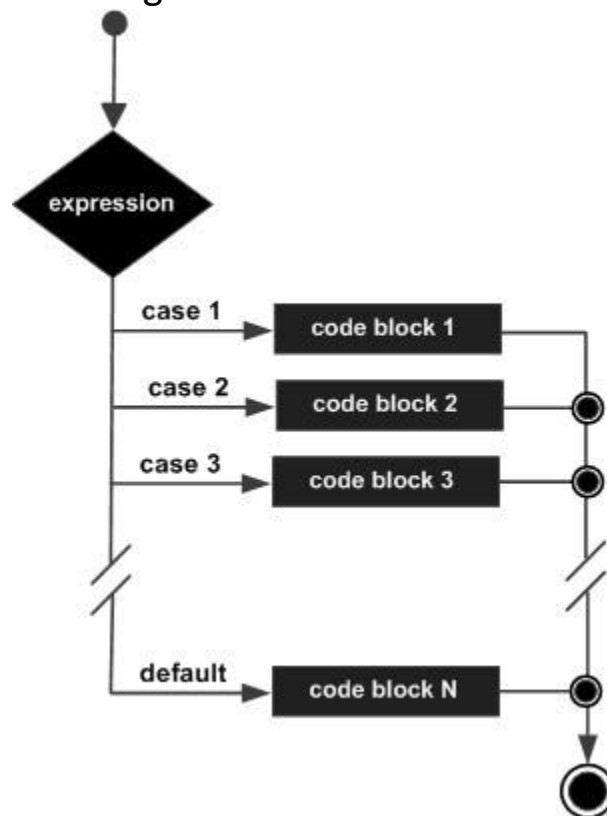 expression
case 1
code block 1
case 2
code block 2
case 3
code block 3
default
code block N